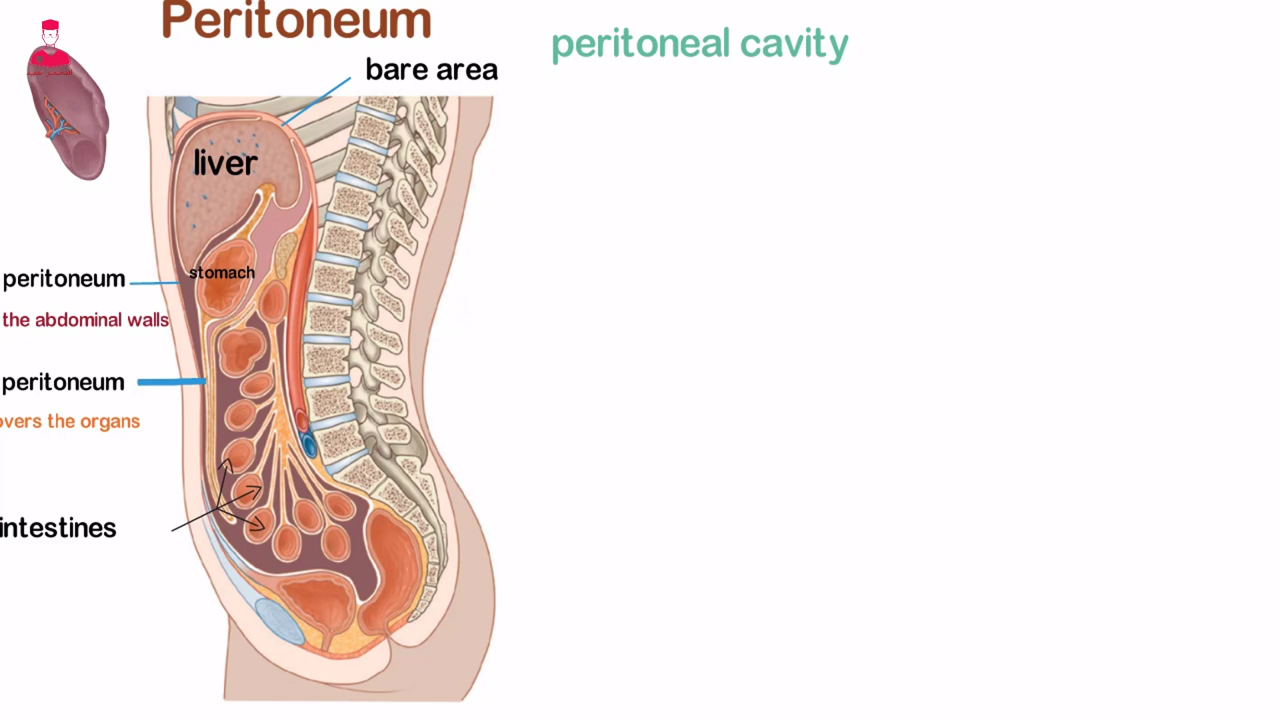 Peritoneum
peritoneal cavity
bare area
liver
stomach
peritoneum
the abdominal walls
peritoneum
overs the organs
intestines